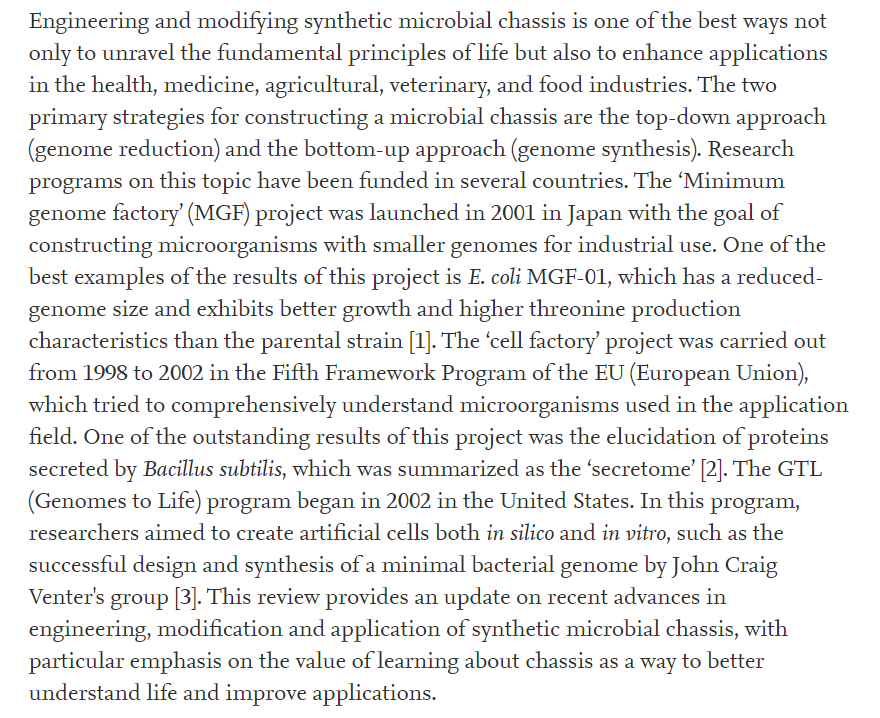 Engineering and modifying synthetic microbial chassis is one of the best ways not
only to unravel the fundamental principles of life but also to enhance applications
in the health, medicine, agricultural, veterinary, and food industries. The two
primary strategies for constructing a microbial chassis are the top-down approach
(genome reduction) and the bottom-up approach (genome synthesis). Research
programs on this topic have been funded in several countries. The ‘Minimum
genome factory’ (MGF) project was launched in 2001 in Japan with the goal of
constructing microorganisms with smaller genomes for industrial use. One of the
best examples of the results of this project is E. coli MGF-01, which has a reduced-
genome size and exhibits better growth and higher threonine production
characteristics than the parental strain [1]. The ‘cell factory’ project was carried out
from 1998 to 2002 in the Fifth Framework Program of the EU (European Union),
which tried to comprehensively understand microorganisms used in the application
field. One of the outstanding results of this project was the elucidation of proteins
secreted by Bacillus subtilis, which was summarized as the ‘secretome’ [2]. The GTL
(Genomes to Life) program began in 2002 in the United States. In this program,
researchers aimed to create artificial cells both in silico and in vitro, such as the
successful design and synthesis of a minimal bacterial genome by John Craig
Venter's group [3]. This review provides an update on recent advances in
engineering, modification and application of synthetic microbial chassis, with
particular emphasis on the value of learning about chassis as a way to better
understand life and improve applications.